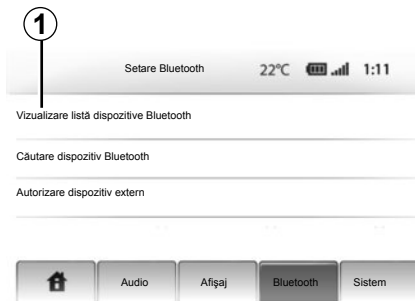 1
Setare Bluetooth 22°C 1:11
Vizualizare listă dispozitive Bluetooth
Căutare dispozitiv Bluetooth
Autorizare dispozitiv extern
Audio Afişaj Bluetooth Sistem